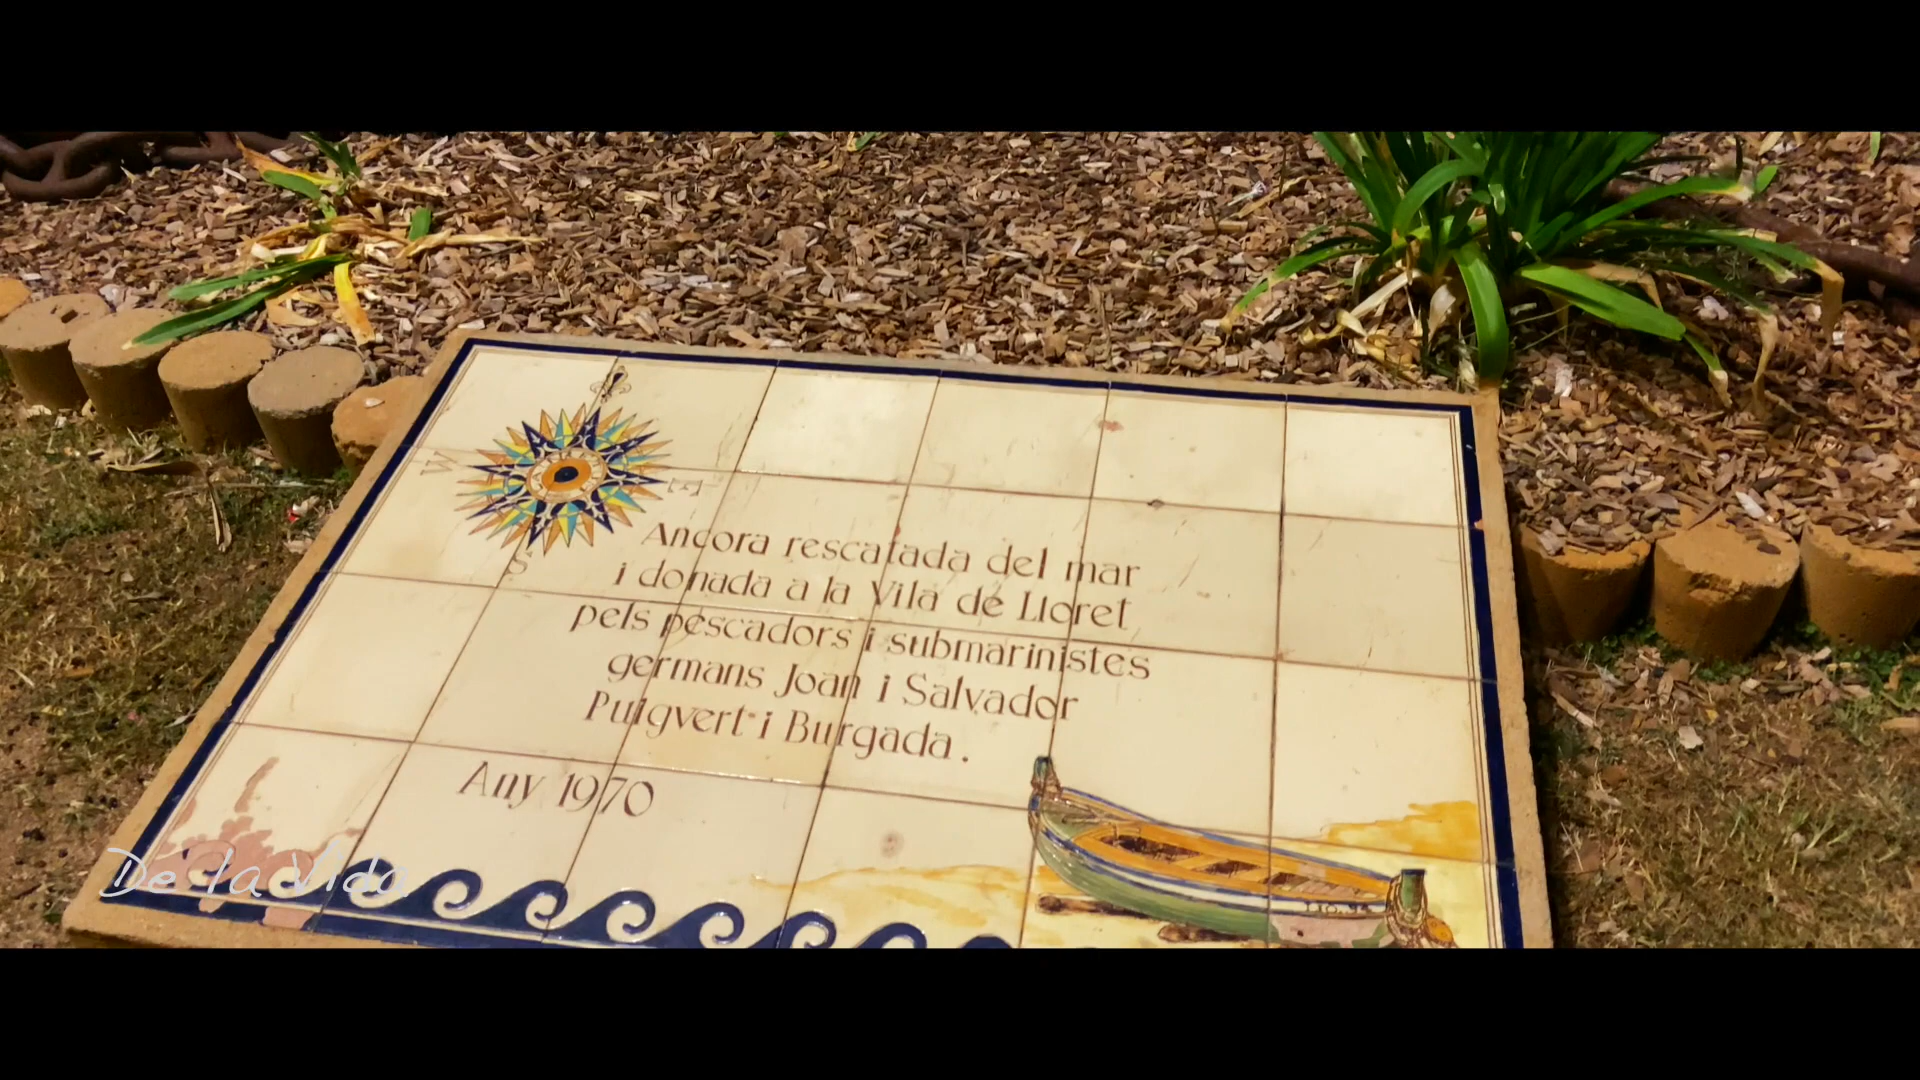 W
E
S
Ancora rescatada del mar
i donada a la Vila de Lloret
pels pescadors i submarinistes
germans Joan i Salvador
Puigvert i Burgada.
Any 1970
De la Vida